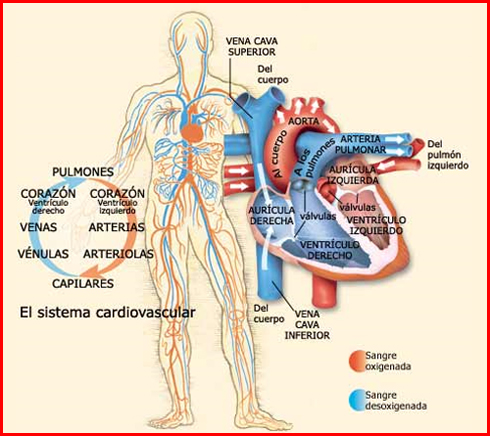 VENA CAVA
SUPERIOR
Del
cuerpo
AORTA
Al cuerpo
A los
pulmones
ARTERIA
PULMONAR
Del
pulmón
izquierdo
AURÍCULA
IZQUIERDA
AURÍCULA
DERECHA
válvulas
válvulas
VENTRÍCULO
IZQUIERDO
VENTRÍCULO
DERECHO
PULMONES
CORAZÓN
Ventrículo
derecho
CORAZÓN
Ventrículo
izquierdo
VENAS
ARTERIAS
VÉNULAS
ARTERIOLAS
CAPILARES
El sistema cardiovascular
Del
cuerpo
VENA
CAVA
INFERIOR
Sangre
oxigenada
Sangre
desoxigenada